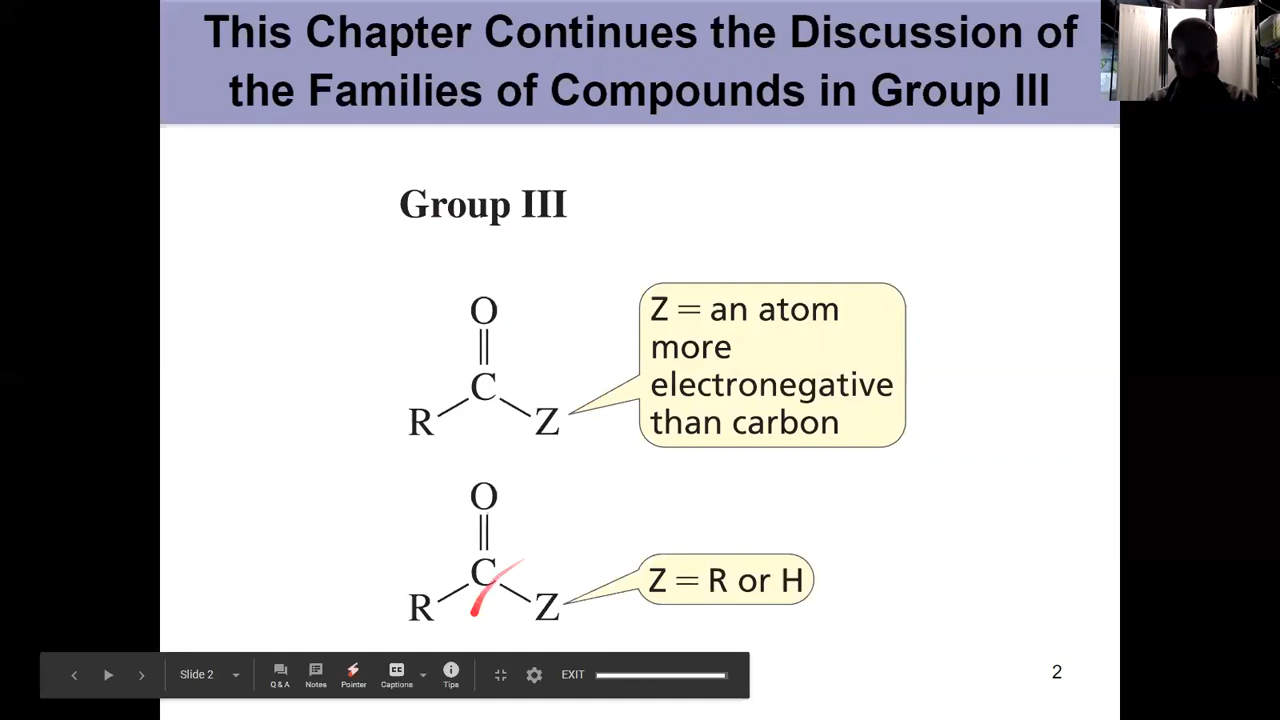 This Chapter Continues the Discussion of
the Families of Compounds in Group III
Group III
O
C
R Z
Z = an atom
more
electronegative
than carbon
O
C
R Z
Z = R or H
Slide 2
Q & A Notes Pointer Captions Tips
EXIT
2